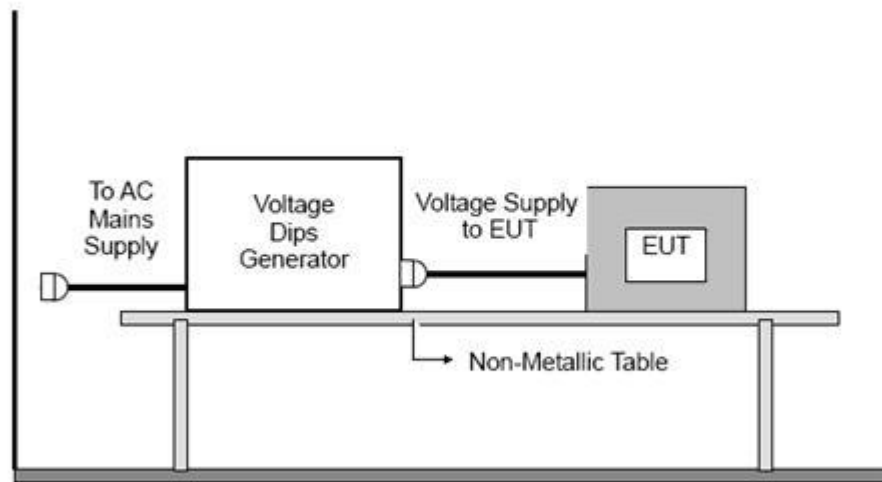 To AC
Mains
Supply
Voltage
Dips
Generator
Voltage Supply
to EUT
EUT
Non-Metallic Table